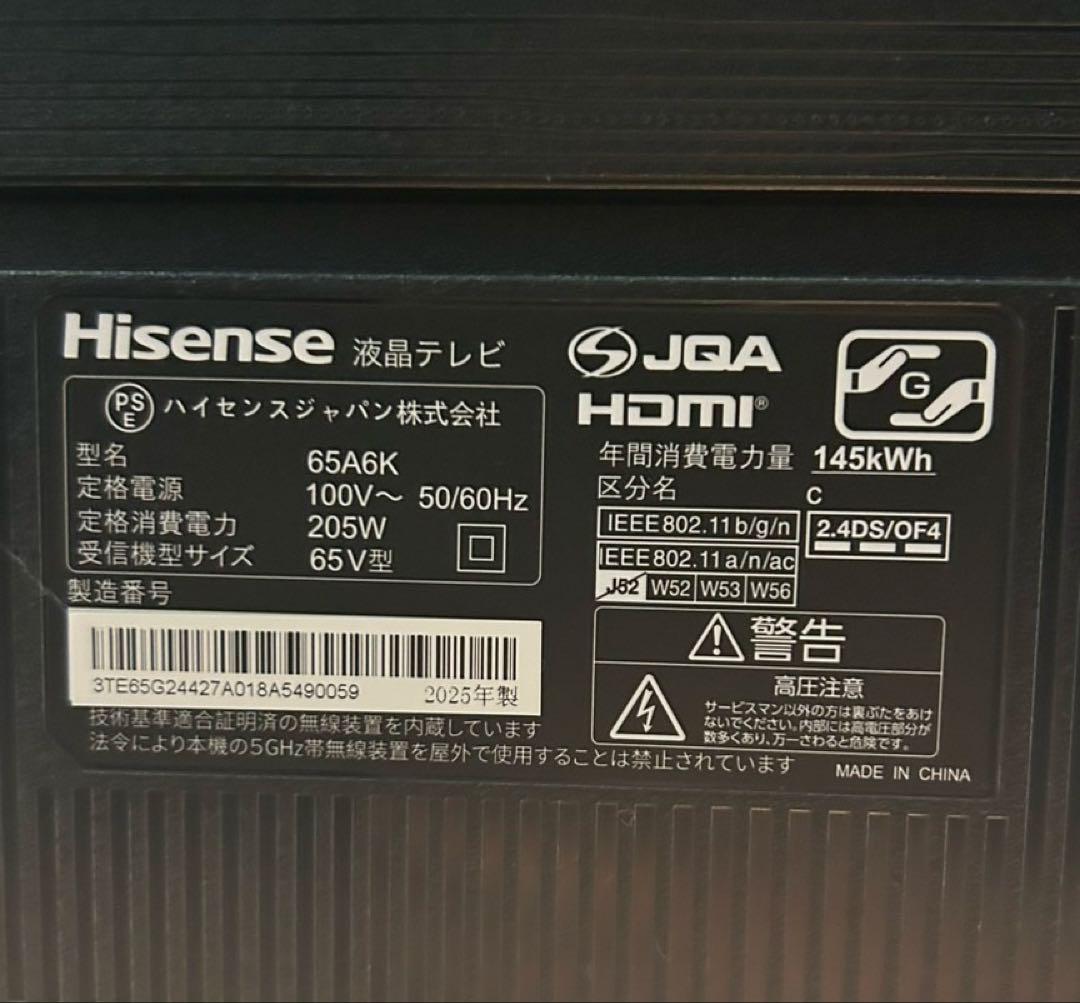 Hisense 液晶テレビ
PSE ハイセンスジャパン株式会社
型名 65A6K
定格電源 100V～ 50/60Hz
定格消費電力 205W
受信機型サイズ 65V型
製造番号
3TE65G24427A018A5490059 2025年製
技術基準適合証明済の無線装置を内蔵しています
法令により本機の5GHz帯無線装置を屋外で使用することは禁止されています
JQA
HDMI®
G
年間消費電力量 145kWh
区分名 C
IEEE802.11b/g/n 2.4DS/OF4
IEEE802.11a/n/ac
J52 W52 W53 W56
警告
高圧注意
サービスマン以外の方は裏ぶたをあけ
ないでください。内部には高電圧部分が
数多くあり、万一さわると危険です。
MADE IN CHINA